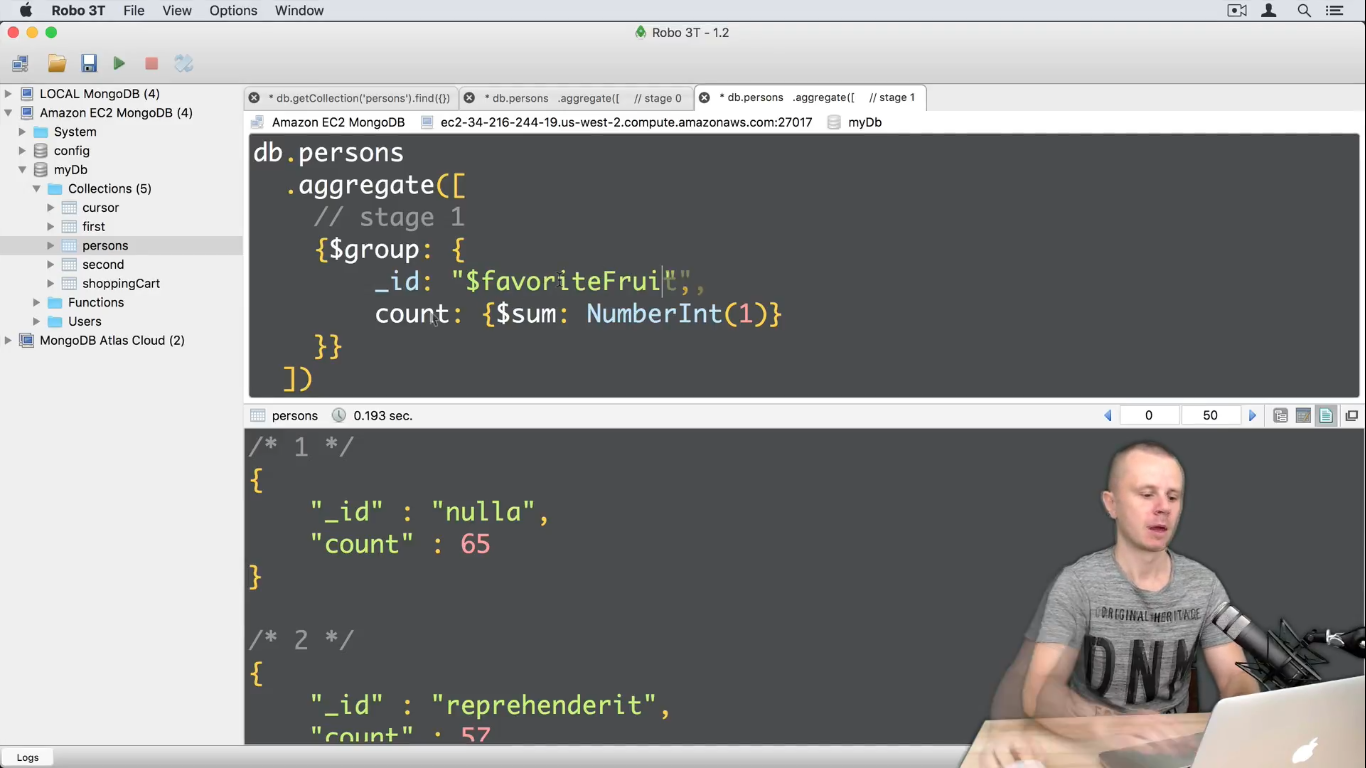 Robo 3T File View Options Window
Robo 3T - 1.2
LOCAL MongoDB (4)
Amazon EC2 MongoDB (4)
System
config
myDb
Collections (5)
cursor
first
persons
second
shoppingCart
Functions
Users
MongoDB Atlas Cloud (2)
* db.getCollection('persons').find({}) * db.persons .aggregate([ // stage 0 * db.persons .aggregate([ // stage 1
Amazon EC2 MongoDB ec2-34-216-244-19.us-west-2.compute.amazonaws.com:27017 myDb
db.persons
.aggregate([
// stage 1
{$group: {
_id: "$favoriteFruit",
count: {$sum: NumberInt(1)}
}}
])
persons 0.193 sec. 0 50
/* 1 */
{
"_id" : "nulla",
"count" : 65
}
/* 2 */
{
"_id" : "reprehenderit",
"count" : 57
ORIGINAL HERITAGE
DNM
Logs